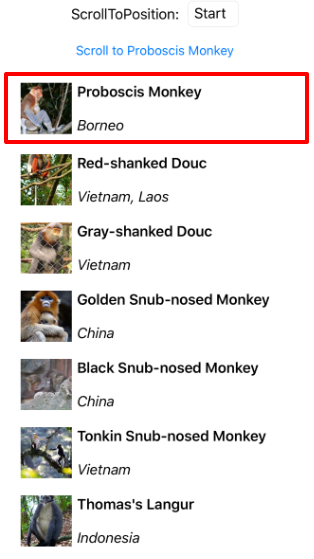 ScrollToPosition: Start
Scroll to Proboscis Monkey
Proboscis Monkey
Borneo
Red-shanked Douc
Vietnam, Laos
Gray-shanked Douc
Vietnam
Golden Snub-nosed Monkey
China
Black Snub-nosed Monkey
China
Tonkin Snub-nosed Monkey
Vietnam
Thomas's Langur
Indonesia